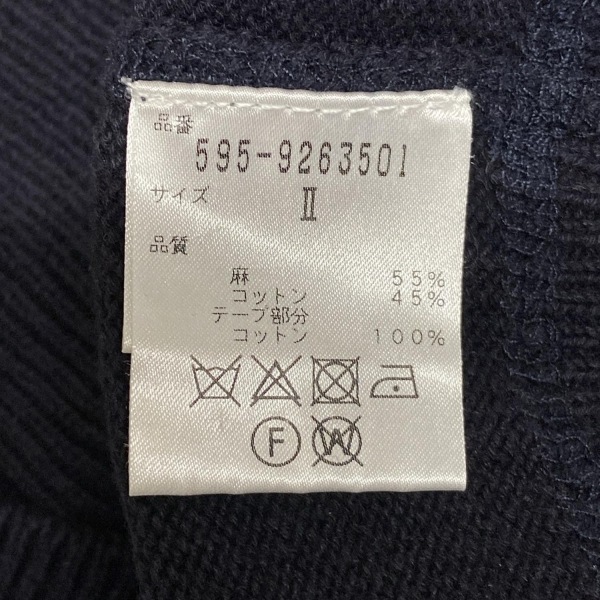 品番
595-9263501
サイズ
Ⅱ
品質
麻 55%
コットン 45%
テープ部分
コットン 100%
F W